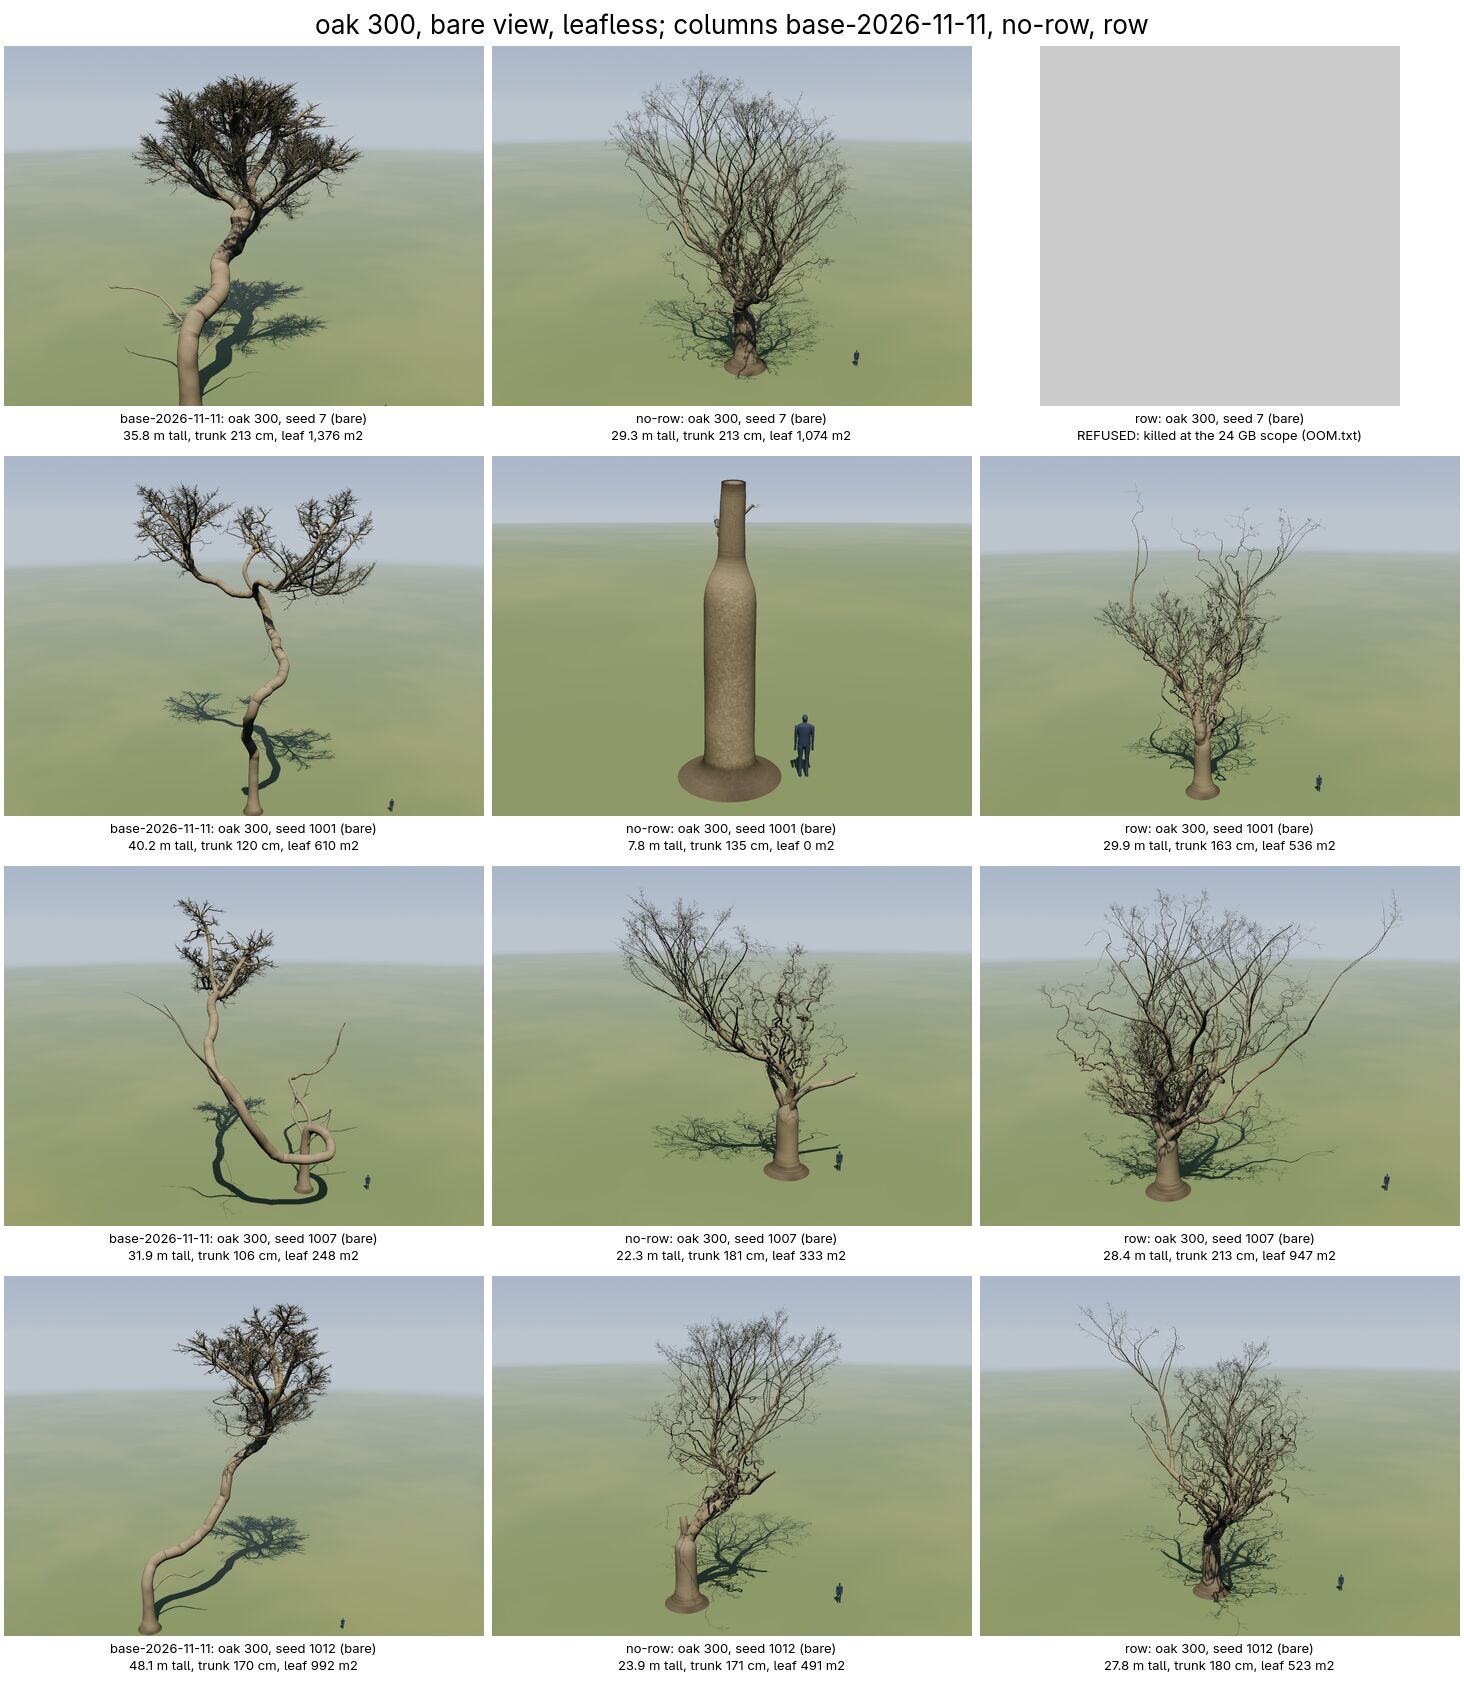 oak 300, bare view, leafless; columns base-2026-11-11, no-row, row
base-2026-11-11: oak 300, seed 7 (bare)
35.8 m tall, trunk 213 cm, leaf 1,376 m2
no-row: oak 300, seed 7 (bare)
29.3 m tall, trunk 213 cm, leaf 1,074 m2
row: oak 300, seed 7 (bare)
REFUSED: killed at the 24 GB scope (OOM.txt)
base-2026-11-11: oak 300, seed 1001 (bare)
40.2 m tall, trunk 120 cm, leaf 610 m2
no-row: oak 300, seed 1001 (bare)
7.8 m tall, trunk 135 cm, leaf 0 m2
row: oak 300, seed 1001 (bare)
29.9 m tall, trunk 163 cm, leaf 536 m2
base-2026-11-11: oak 300, seed 1007 (bare)
31.9 m tall, trunk 106 cm, leaf 248 m2
no-row: oak 300, seed 1007 (bare)
22.3 m tall, trunk 181 cm, leaf 333 m2
row: oak 300, seed 1007 (bare)
28.4 m tall, trunk 213 cm, leaf 947 m2
base-2026-11-11: oak 300, seed 1012 (bare)
48.1 m tall, trunk 170 cm, leaf 992 m2
no-row: oak 300, seed 1012 (bare)
23.9 m tall, trunk 171 cm, leaf 491 m2
row: oak 300, seed 1012 (bare)
27.8 m tall, trunk 180 cm, leaf 523 m2